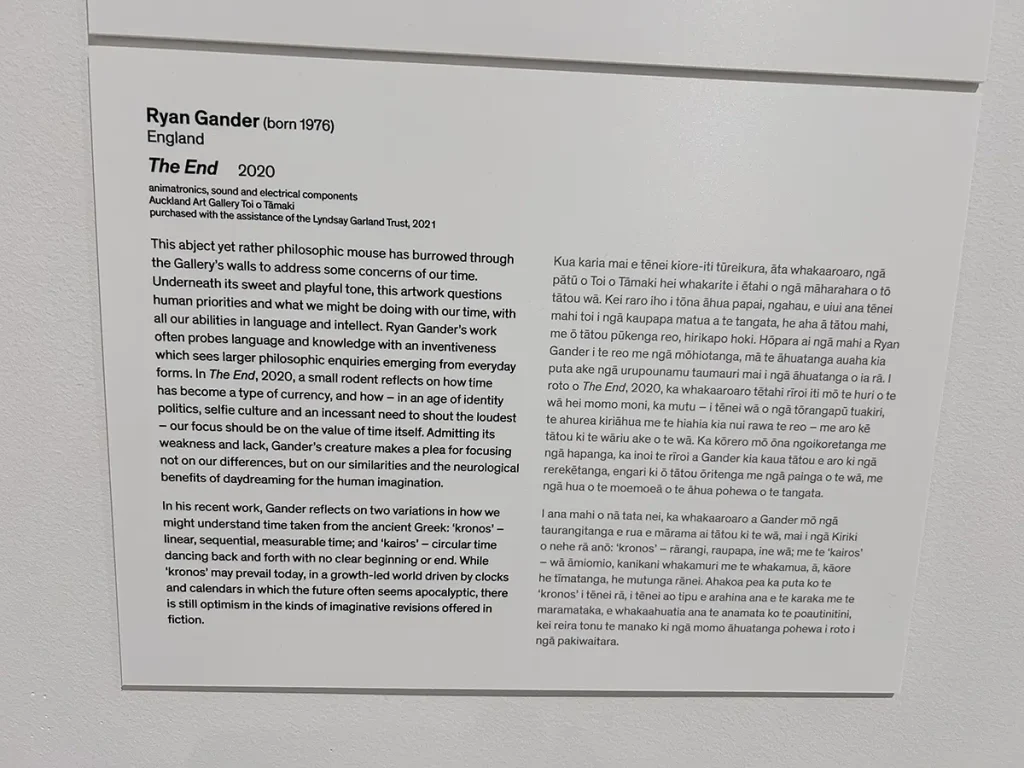 Ryan Gander (born 1976)
England
The End 2020
animatronics, sound and electrical components
Auckland Art Gallery Toi o Tāmaki
purchased with the assistance of the Lyndsay Garland Trust, 2021
This abject yet rather philosophic mouse has burrowed through
the Gallery's walls to address some concerns of our time.
Underneath its sweet and playful tone, this artwork questions
human priorities and what we might be doing with our time, with
all our abilities in language and intellect. Ryan Gander's work
often probes language and knowledge with an inventiveness
which sees larger philosophic enquiries emerging from everyday
forms. In The End, 2020, a small rodent reflects on how time
has become a type of currency, and how – in an age of identity
politics, selfie culture and an incessant need to shout the loudest
– our focus should be on the value of time itself. Admitting its
weakness and lack, Gander's creature makes a plea for focusing
not on our differences, but on our similarities and the neurological
benefits of daydreaming for the human imagination.
In his recent work, Gander reflects on two variations in how we
might understand time taken from the ancient Greek: 'kronos' –
linear, sequential, measurable time; and 'kairos' – circular time
dancing back and forth with no clear beginning or end. While
'kronos' may prevail today, in a growth-led world driven by clocks
and calendars in which the future often seems apocalyptic, there
is still optimism in the kinds of imaginative revisions offered in
fiction.
Kua karia mai e tēnei kiore-iti tūreikura, āta whakaaroaro, ngā
pātū o Toi o Tāmaki hei whakarite i ētahi o ngā māharahara o tō
tātou wā. Kei raro iho i tōna āhua papai, ngahau, e uiui ana tēnei
mahi toi i ngā kaupapa matua a te tangata, he aha ā tātou mahi,
me ō tātou pūkenga reo, hirikapo hoki. Hōpara ai ngā mahi a Ryan
Gander i te reo me ngā mōhiotanga, mā te āhuatanga auaha kia
puta ake ngā urupounamu taumauri mai i ngā āhuatanga o ia rā. I
roto o The End, 2020, ka whakaaroaro tētahi rīroi iti mō te huri o te
wā hei momo moni, ka mutu – i tēnei wā o ngā tōrangapū tuakiri,
te ahurea kiriāhua me te hiahia kia nui rawa te reo – me aro kē
tātou ki te wāriu ake o te wā. Ka kōrero mō ōna ngoikoretanga me
ngā hapanga, ka inoi te rīroi a Gander kia kaua tātou e aro ki ngā
rerekētanga, engari ki ō tātou ōritenga me ngā painga o te wā, me
ngā hua o te moemoeā o te āhua pohewa o te tangata.
I ana mahi o nā tata nei, ka whakaaroaro a Gander mō ngā
taurangitanga e rua e mārama ai tātou ki te wā, mai i ngā Kiriki
o nehe rā anō: 'kronos' – rārangi, raupapa, ine wā; me te 'kairos'
– wā āmiomio, kanikani whakamuri me te whakamua, ā, kāore
he tīmatanga, he mutunga rānei. Ahakoa pea ka puta ko te
'kronos' i tēnei rā, i tēnei ao tipu e arahina ana e te karaka me te
maramataka, e whakaahuatia ana te anamata ko te poautinitini,
kei reira tonu te manako ki ngā momo āhuatanga pohewa i roto i
ngā pakiwaitara.